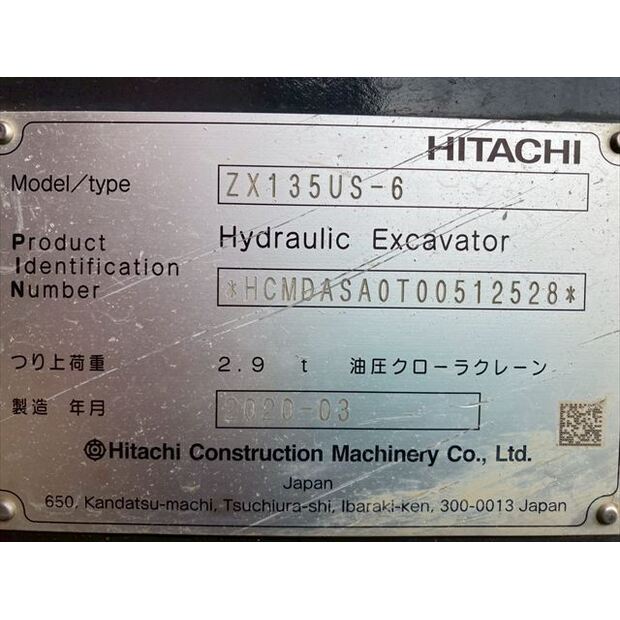 HITACHI
Model/type ZX135US-6
Product Hydraulic Excavator
Identification
Number *HCMDASA0T00512528*
つり上荷重 2.9 t 油圧クローラクレーン
製造 年月 2020-03
Hitachi Construction Machinery Co., Ltd.
Japan
650, Kandatsu-machi, Tsuchiura-shi, Ibaraki-ken, 300-0013 Japan